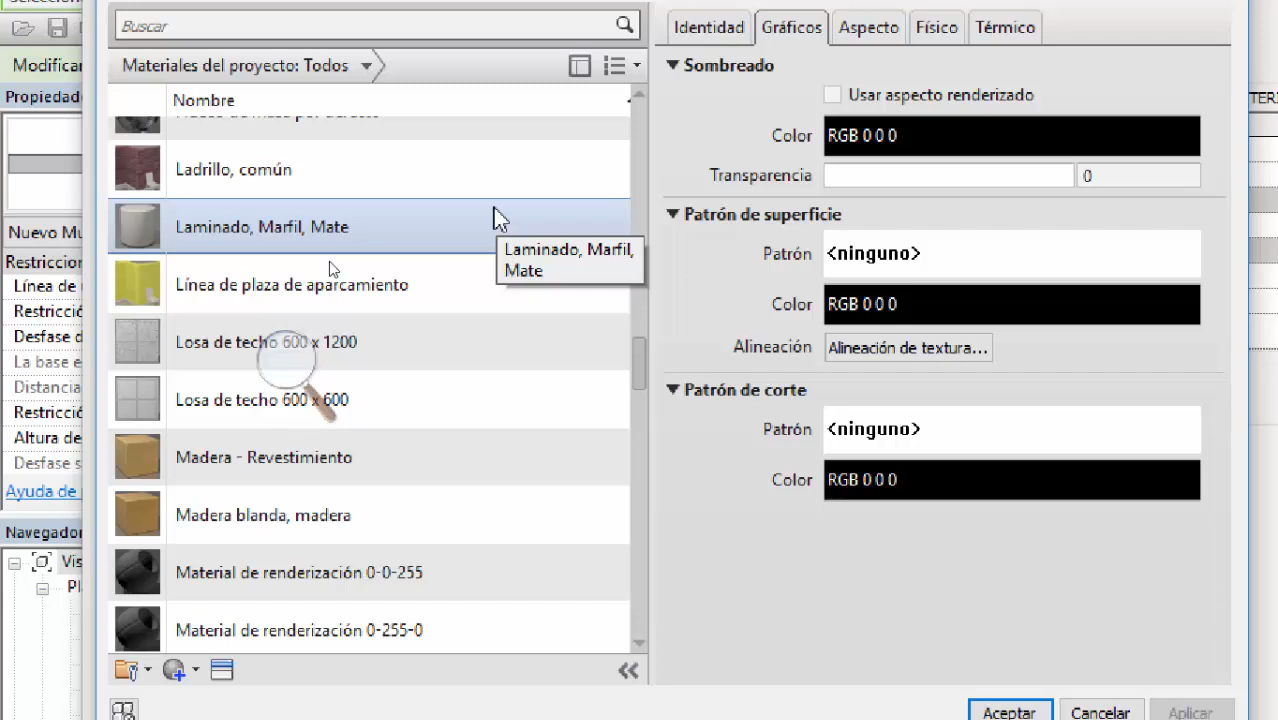 Modificar
Propiedad
Nuevo Mu
Restriccion
Línea de u
Restricció
Desfase d
La base e
Distancia
Restricció
Altura de
Desfase s
Ayuda de
Navegador
Vis
Pl
Buscar
Materiales del proyecto: Todos
Nombre
Ladrillo, común
Laminado, Marfil, Mate
Línea de plaza de aparcamiento
Losa de techo 600 x 1200
Losa de techo 600 x 600
Madera - Revestimiento
Madera blanda, madera
Material de renderización 0-0-255
Material de renderización 0-255-0
Laminado, Marfil,
Mate
Identidad Gráficos Aspecto Físico Térmico
Sombreado
Usar aspecto renderizado
Color RGB 0 0 0
Transparencia 0
Patrón de superficie
Patrón <ninguno>
Color RGB 0 0 0
Alineación Alineación de textura...
Patrón de corte
Patrón <ninguno>
Color RGB 0 0 0
Aceptar Cancelar Aplicar
TERI